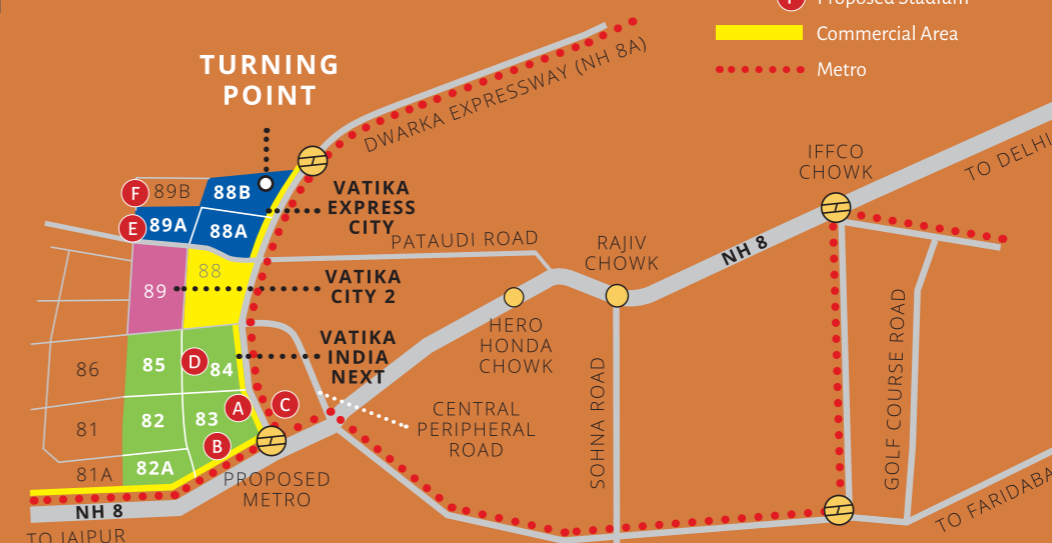 F Proposed Stadium
Commercial Area
Metro
TURNING
POINT
DWARKA EXPRESSWAY (NH 8A)
IFFCO
CHOWK
TO DELHI
F 89B 88B
E 89A 88A
VATIKA
EXPRESS
CITY
PATAUDI ROAD
RAJIV
CHOWK
NH 8
88
89
VATIKA
CITY 2
HERO
HONDA
CHOWK
VATIKA
INDIA
NEXT
86 85 D 84
SOHNA ROAD
GOLF COURSE ROAD
CENTRAL
PERIPHERAL
ROAD
81 82 83 A C
B
81A 82A
PROPOSED
METRO
NH 8
TO JAIPUR
TO FARIDABA